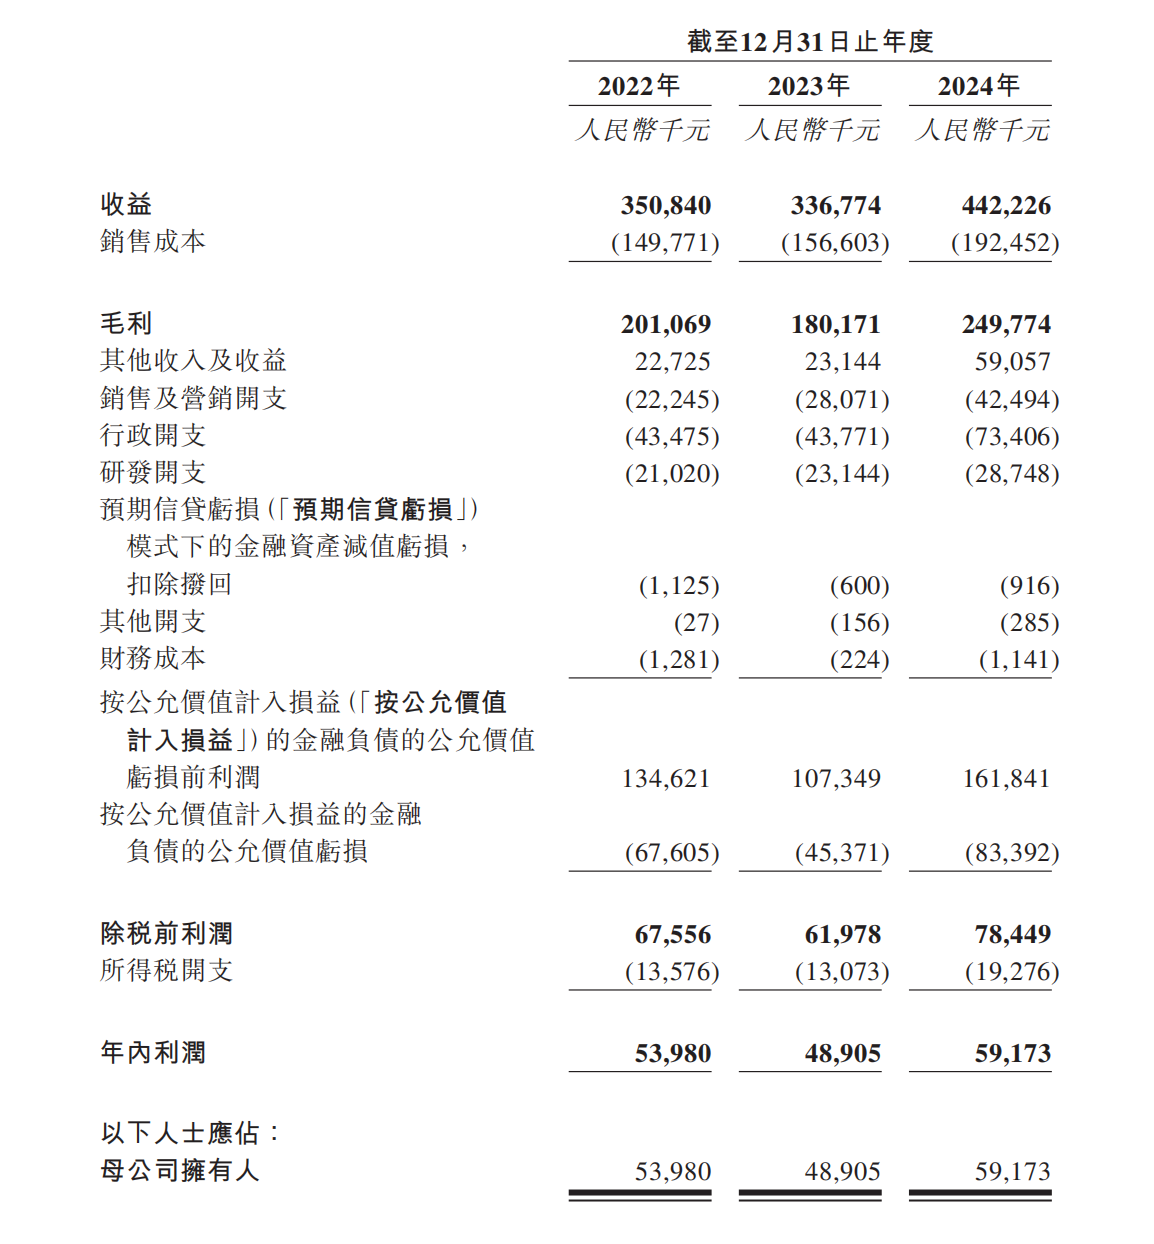 截至12月31日止年度
2022年 2023年 2024年
人民幣千元 人民幣千元 人民幣千元
收益 350,840 336,774 442,226
銷售成本 (149,771) (156,603) (192,452)
毛利 201,069 180,171 249,774
其他收入及收益 22,725 23,144 59,057
銷售及營銷開支 (22,245) (28,071) (42,494)
行政開支 (43,475) (43,771) (73,406)
研發開支 (21,020) (23,144) (28,748)
預期信貸虧損(「預期信貸虧損」)
模式下的金融資產減值虧損，
扣除撥回 (1,125) (600) (916)
其他開支 (27) (156) (285)
財務成本 (1,281) (224) (1,141)
按公允價值計入損益(「按公允價值
計入損益」)的金融負債的公允價值
虧損前利潤 134,621 107,349 161,841
按公允價值計入損益的金融
負債的公允價值虧損 (67,605) (45,371) (83,392)
除稅前利潤 67,556 61,978 78,449
所得稅開支 (13,576) (13,073) (19,276)
年內利潤 53,980 48,905 59,173
以下人士應佔：
母公司擁有人 53,980 48,905 59,173